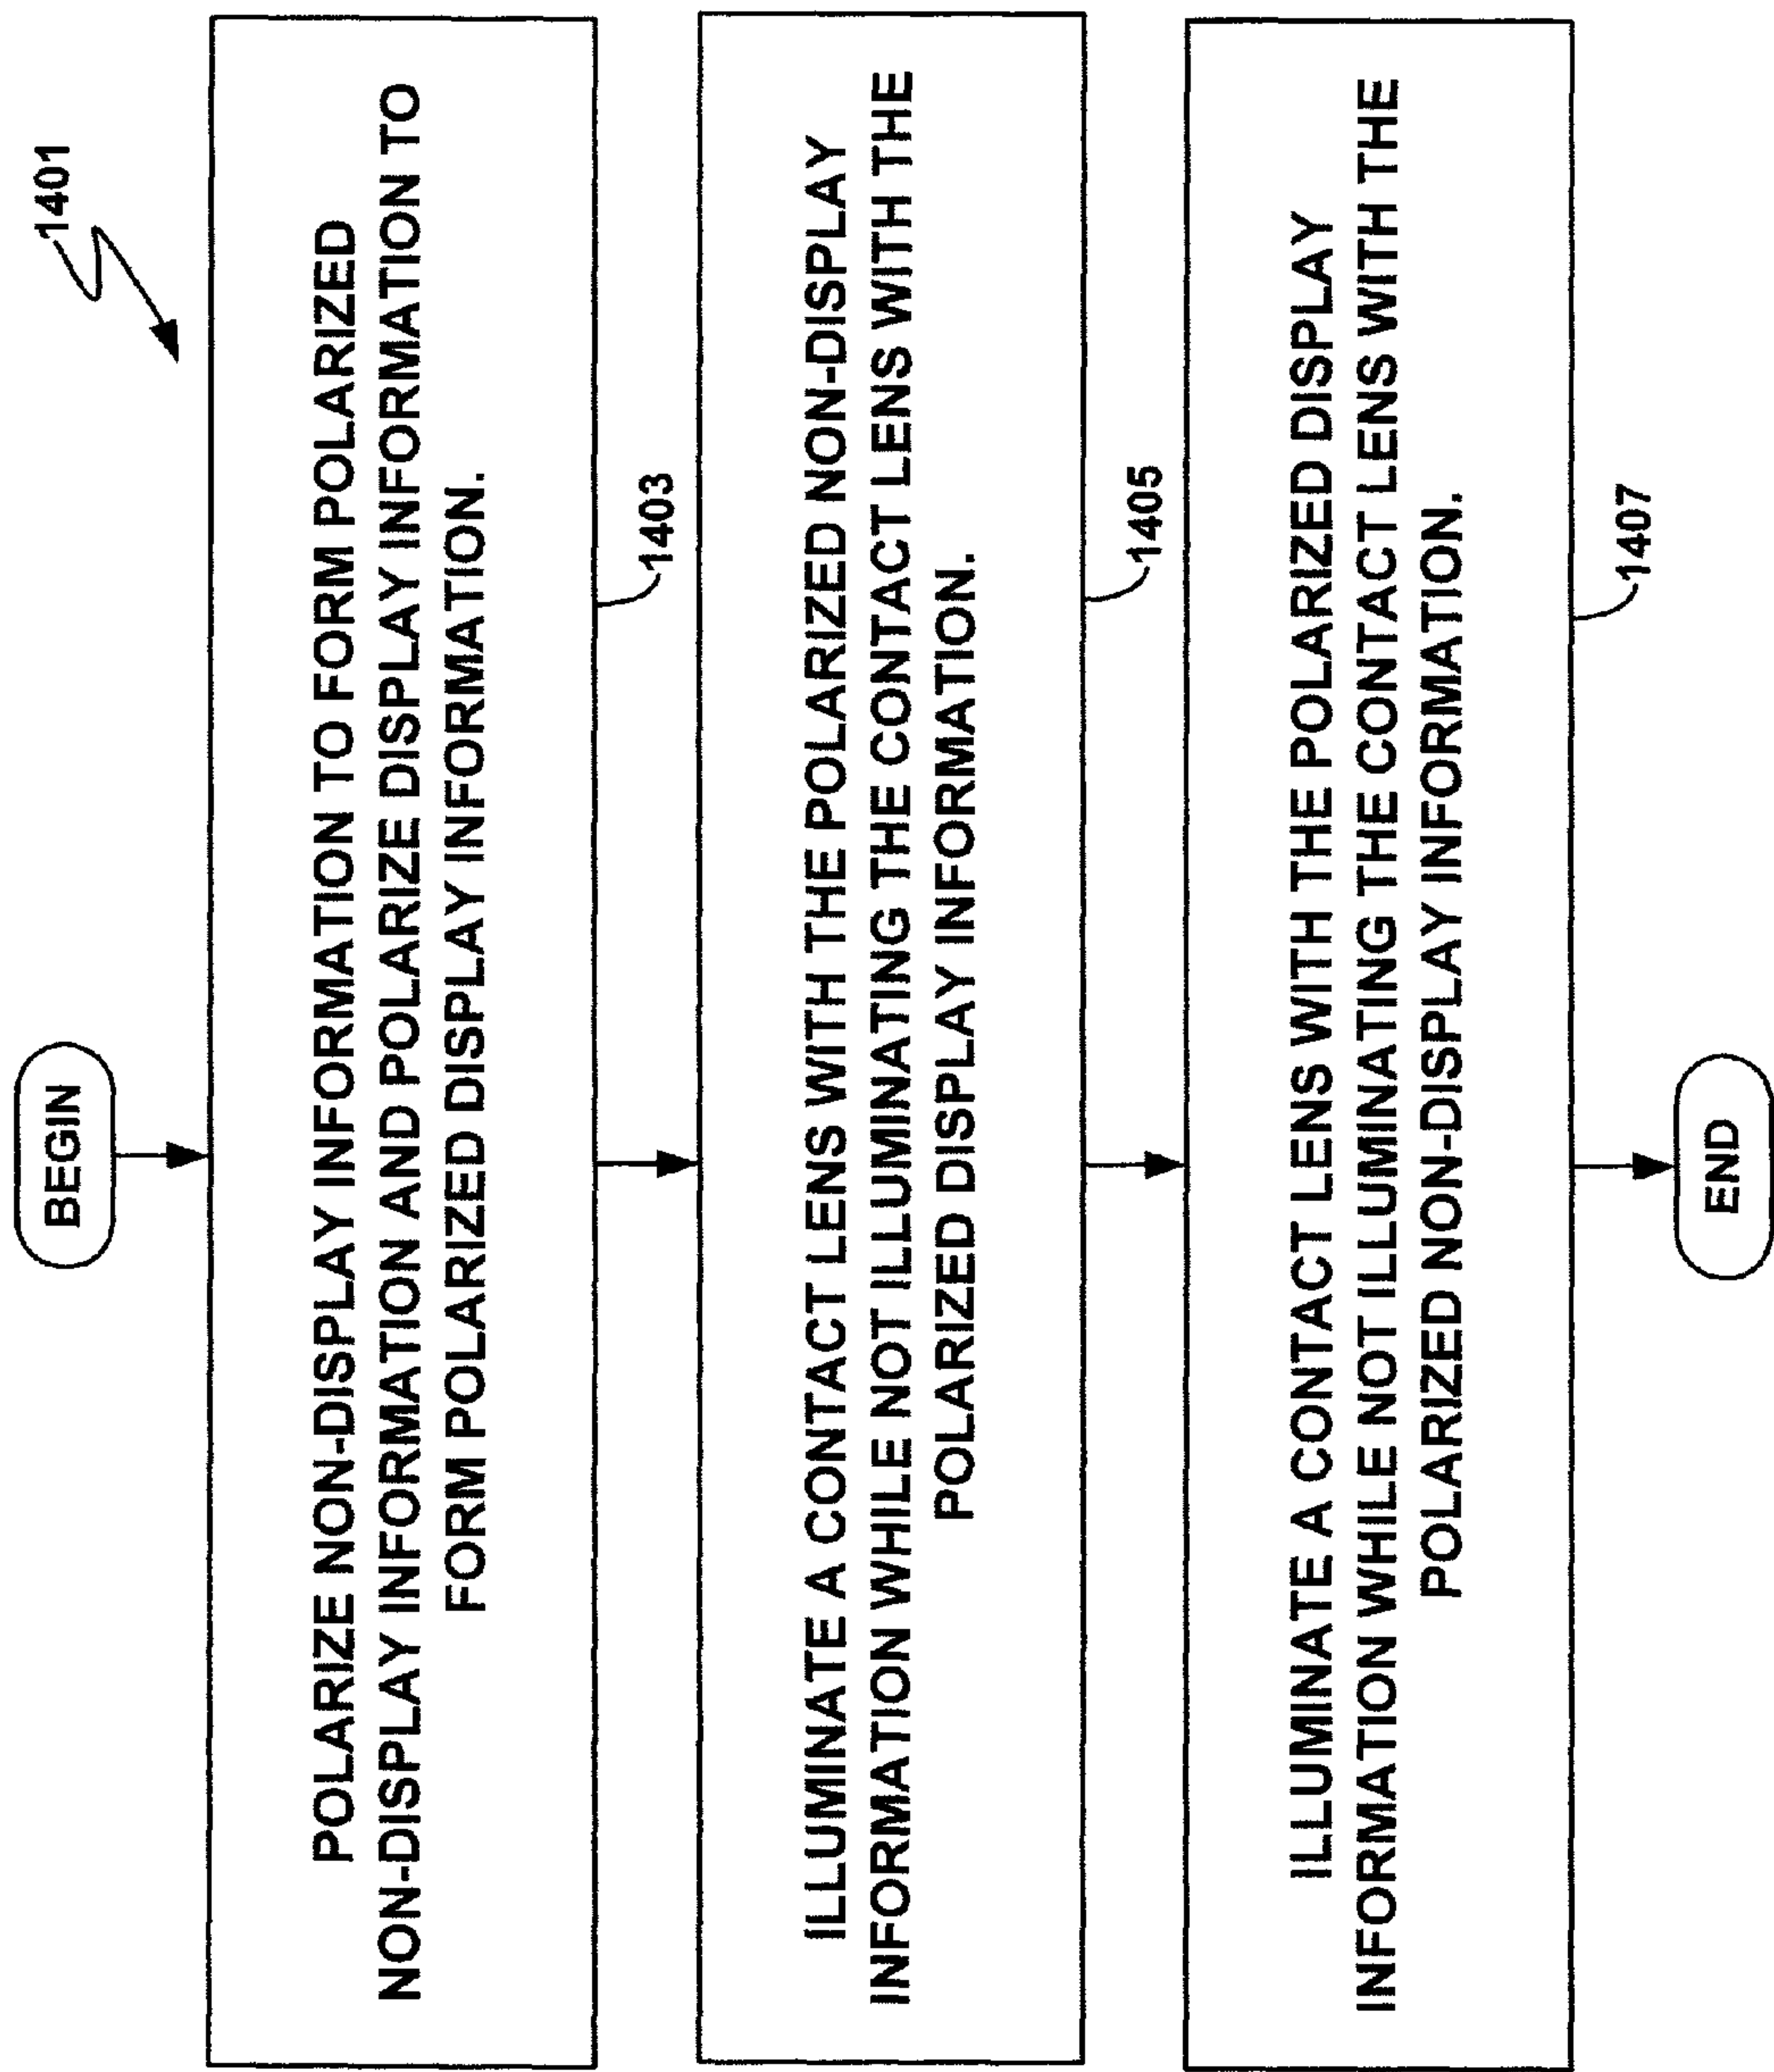 1401
BEGIN
POLARIZE NON-DISPLAY INFORMATION TO FORM POLARIZED
NON-DISPLAY INFORMATION AND POLARIZE DISPLAY INFORMATION TO
FORM POLARIZED DISPLAY INFORMATION.
1403
ILLUMINATE A CONTACT LENS WITH THE POLARIZED NON-DISPLAY
INFORMATION WHILE NOT ILLUMINATING THE CONTACT LENS WITH THE
POLARIZED DISPLAY INFORMATION.
1405
ILLUMINATE A CONTACT LENS WITH THE POLARIZED DISPLAY
INFORMATION WHILE NOT ILLUMINATING THE CONTACT LENS WITH THE
POLARIZED NON-DISPLAY INFORMATION.
1407
END